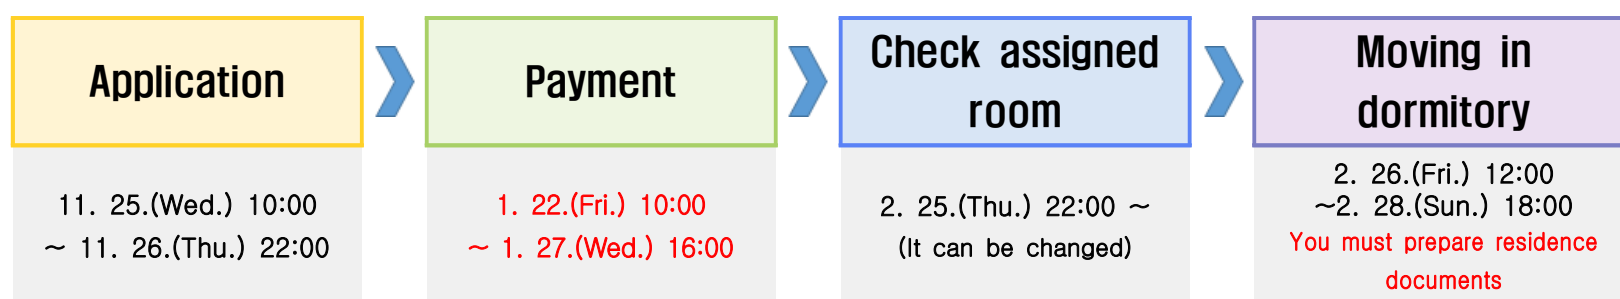 Application
11. 25.(Wed.) 10:00
~ 11. 26.(Thu.) 22:00
Payment
1. 22.(Fri.) 10:00
~ 1. 27.(Wed.) 16:00
Check assigned
room
2. 25.(Thu.) 22:00 ~
(It can be changed)
Moving in
dormitory
2. 26.(Fri.) 12:00
~2. 28.(Sun.) 18:00
You must prepare residence
documents